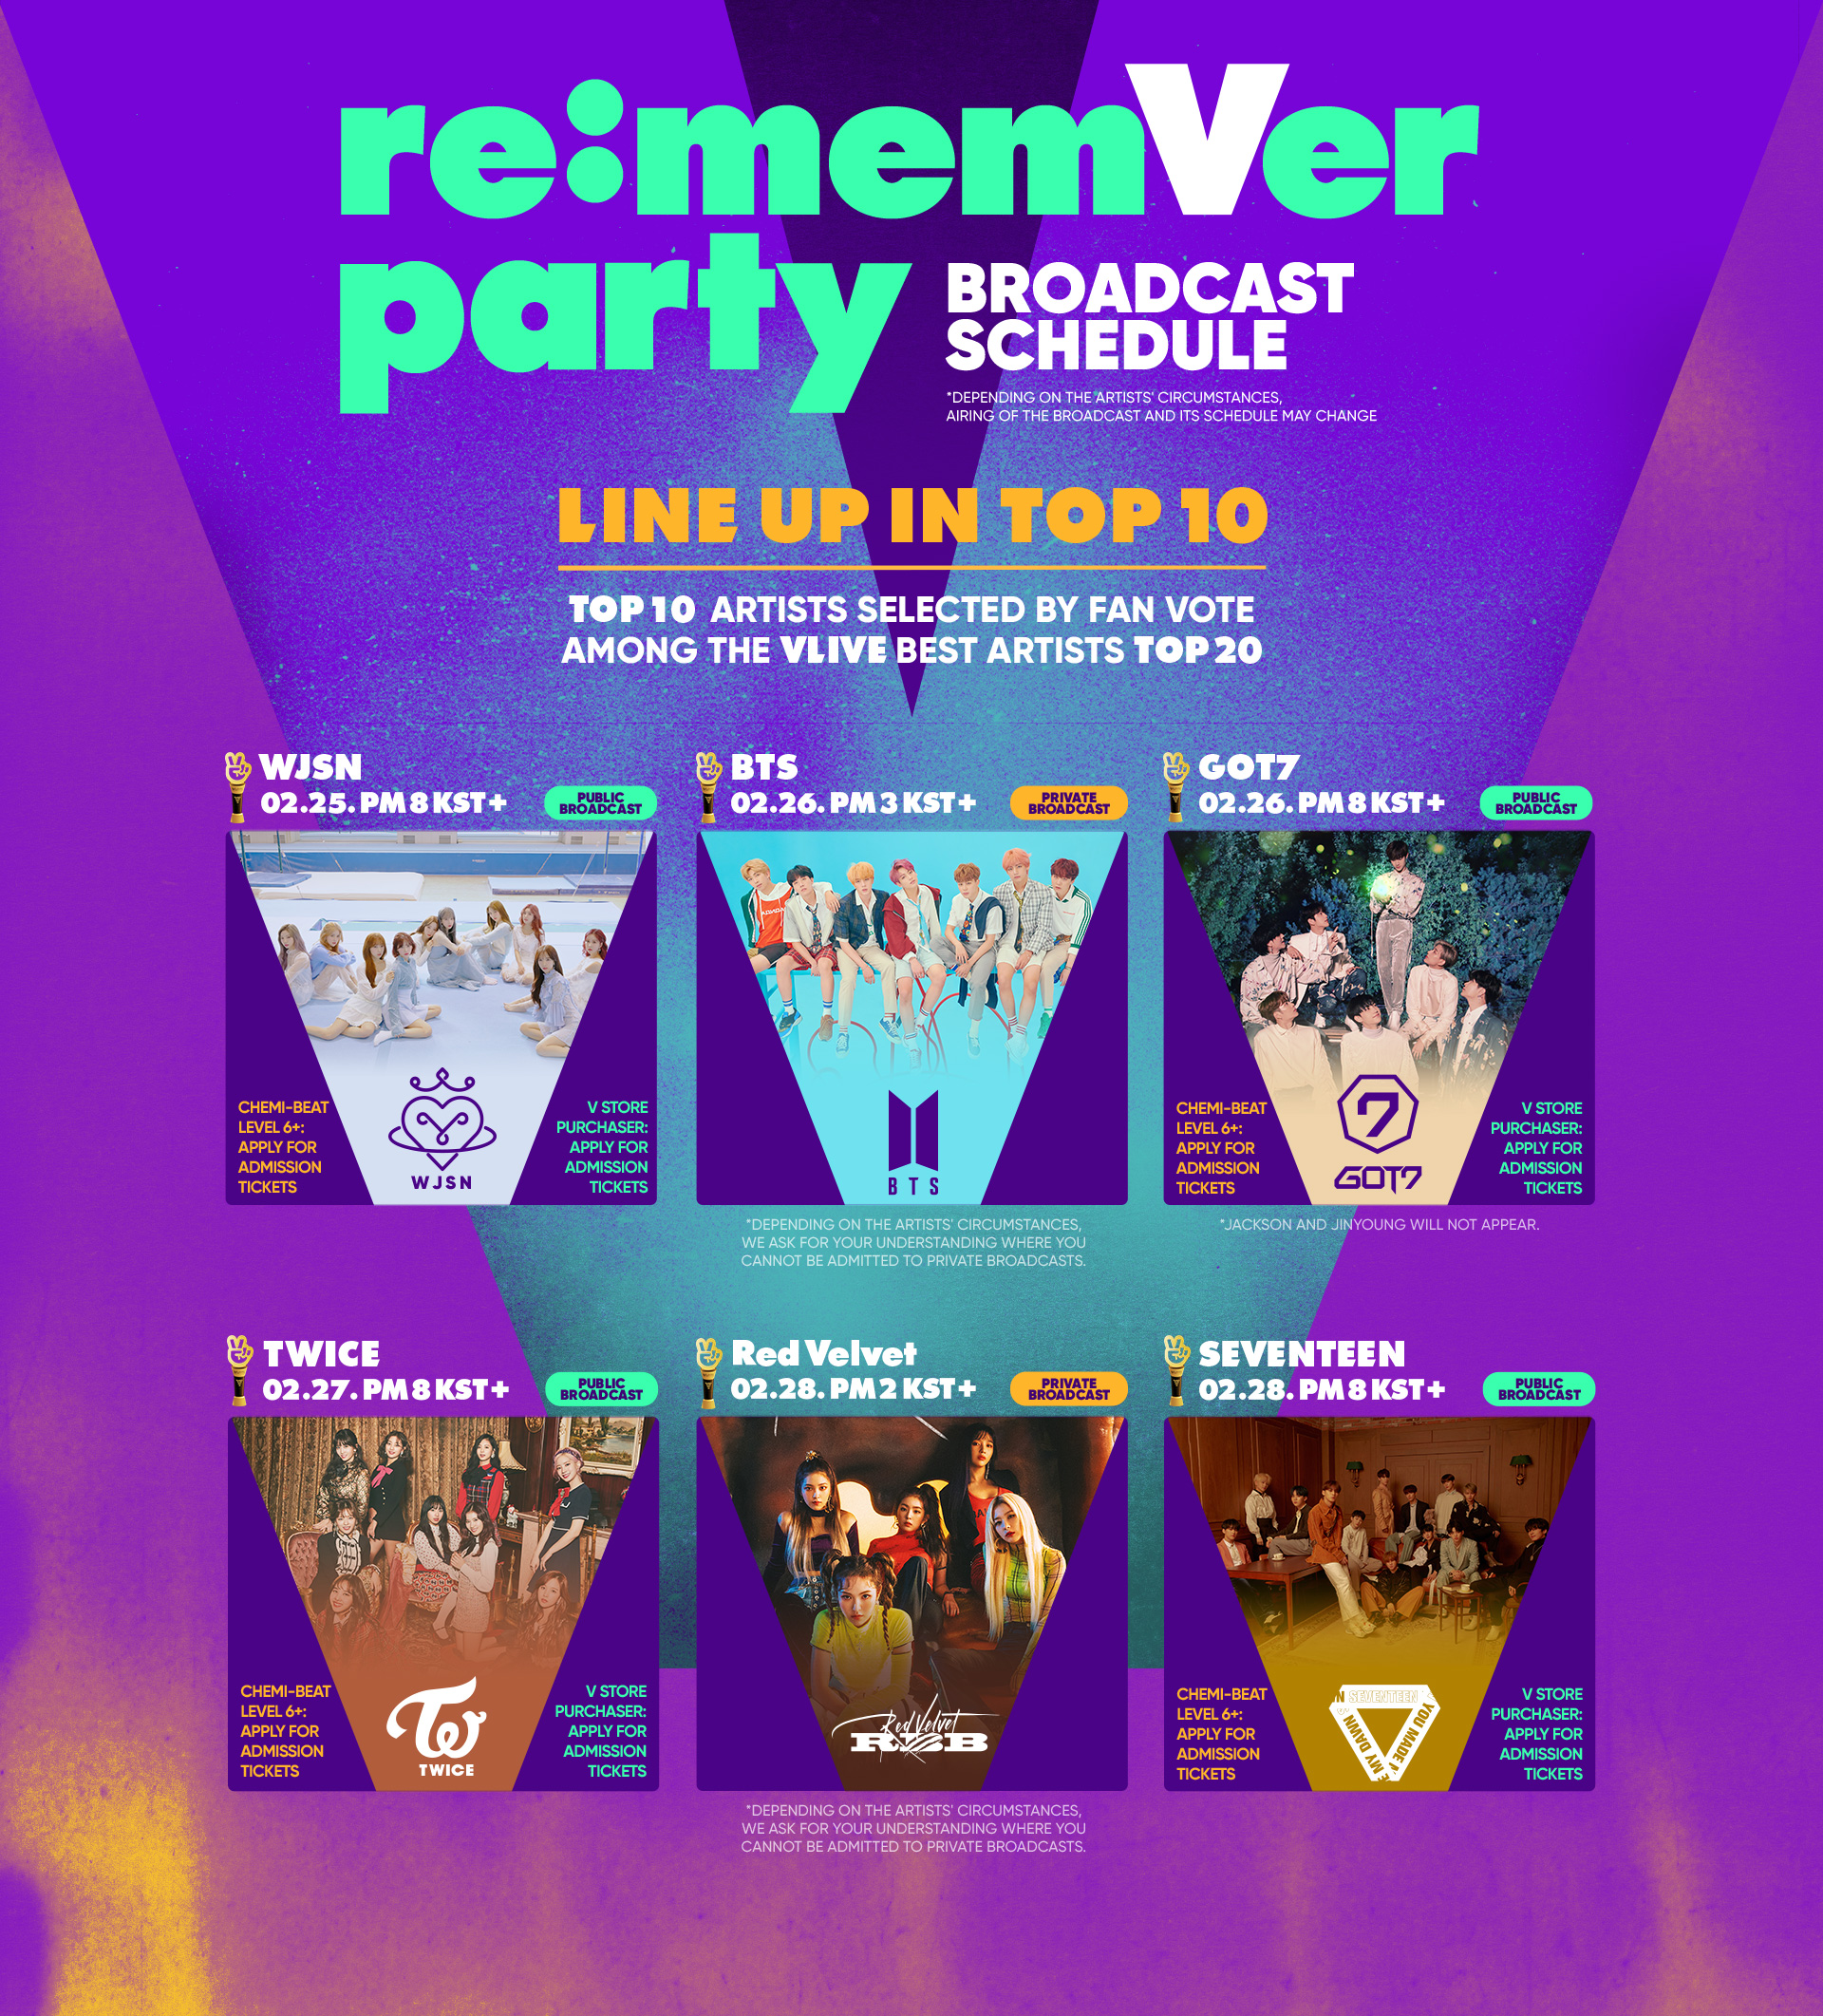 re:memVer
party
BROADCAST
SCHEDULE
*DEPENDING ON THE ARTISTS' CIRCUMSTANCES,
AIRING OF THE BROADCAST AND ITS SCHEDULE MAY CHANGE
LINE UP IN TOP 10
TOP 10 ARTISTS SELECTED BY FAN VOTE
AMONG THE VLIVE BEST ARTISTS TOP 20
WJSN
02.25. PM 8 KST+
PUBLIC
BROADCAST
CHEMI-BEAT
LEVEL 6+:
APPLY FOR
ADMISSION
TICKETS
WJSN
V STORE
PURCHASER:
APPLY FOR
ADMISSION
TICKETS
BTS
02.26. PM 3 KST+
PRIVATE
BROADCAST
BTS
*DEPENDING ON THE ARTISTS' CIRCUMSTANCES,
WE ASK FOR YOUR UNDERSTANDING WHERE YOU
CANNOT BE ADMITTED TO PRIVATE BROADCASTS.
GOT7
02.26. PM 8 KST+
PUBLIC
BROADCAST
CHEMI-BEAT
LEVEL 6+:
APPLY FOR
ADMISSION
TICKETS
7
GOT7
V STORE
PURCHASER:
APPLY FOR
ADMISSION
TICKETS
*JACKSON AND JINYOUNG WILL NOT APPEAR.
TWICE
02.27. PM 8 KST+
PUBLIC
BROADCAST
CHEMI-BEAT
LEVEL 6+:
APPLY FOR
ADMISSION
TICKETS
TW
TWICE
V STORE
PURCHASER:
APPLY FOR
ADMISSION
TICKETS
Red Velvet
02.28. PM 2 KST+
PRIVATE
BROADCAST
Red Velvet
RBB
*DEPENDING ON THE ARTISTS' CIRCUMSTANCES,
WE ASK FOR YOUR UNDERSTANDING WHERE YOU
CANNOT BE ADMITTED TO PRIVATE BROADCASTS.
SEVENTEEN
02.28. PM 8 KST+
PUBLIC
BROADCAST
CHEMI-BEAT
LEVEL 6+:
APPLY FOR
ADMISSION
TICKETS
SEVENTEEN
YOU MADE
MY DAWN
V STORE
PURCHASER:
APPLY FOR
ADMISSION
TICKETS